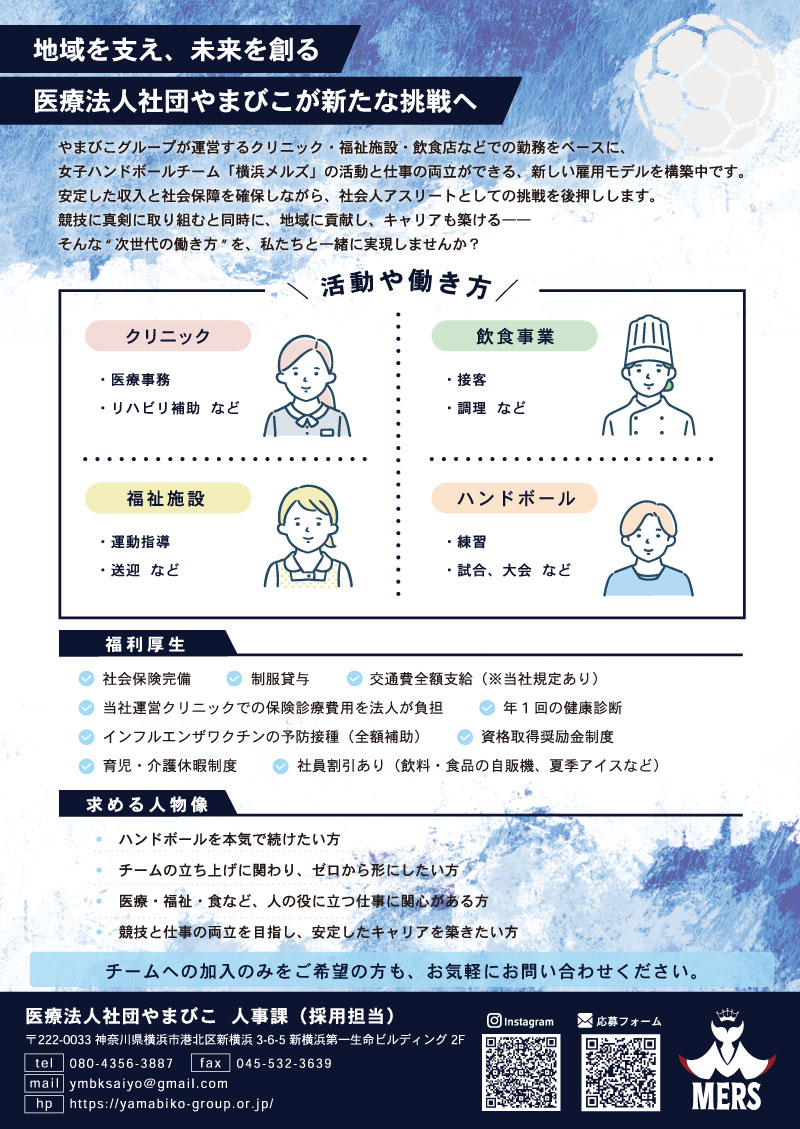 地域を支え、未来を創る
医療法人社団やまびこが新たな挑戦へ
やまびこグループが運営するクリニック・福祉施設・飲食店などでの勤務をベースに、
女子ハンドボールチーム「横浜メルズ」の活動と仕事の両立ができる、新しい雇用モデルを構築中です。
安定した収入と社会保障を確保しながら、社会人アスリートとしての挑戦を後押しします。
競技に真剣に取り組むと同時に、地域に貢献し、キャリアも築ける――
そんな“次世代の働き方”を、私たちと一緒に実現しませんか？
活動や働き方
クリニック
・医療事務
・リハビリ補助 など
飲食事業
・接客
・調理 など
福祉施設
・運動指導
・送迎 など
ハンドボール
・練習
・試合、大会 など
福利厚生
社会保険完備 制服貸与 交通費全額支給（※当社規定あり）
当社運営クリニックでの保険診療費用を法人が負担 年１回の健康診断
インフルエンザワクチンの予防接種（全額補助） 資格取得奨励金制度
育児・介護休暇制度 社員割引あり（飲料・食品の自販機、夏季アイスなど）
求める人物像
ハンドボールを本気で続けたい方
チームの立ち上げに関わり、ゼロから形にしたい方
医療・福祉・食など、人の役に立つ仕事に関心がある方
競技と仕事の両立を目指し、安定したキャリアを築きたい方
チームへの加入のみをご希望の方も、お気軽にお問い合わせください。
医療法人社団やまびこ 人事課（採用担当）
〒222-0033 神奈川県横浜市港北区新横浜 3-6-5 新横浜第一生命ビルディング 2F
tel 080-4356-3887 fax 045-532-3639
mail ymbksaiyo@gmail.com
hp https://yamabiko-group.or.jp/
Instagram
応募フォーム
MERS